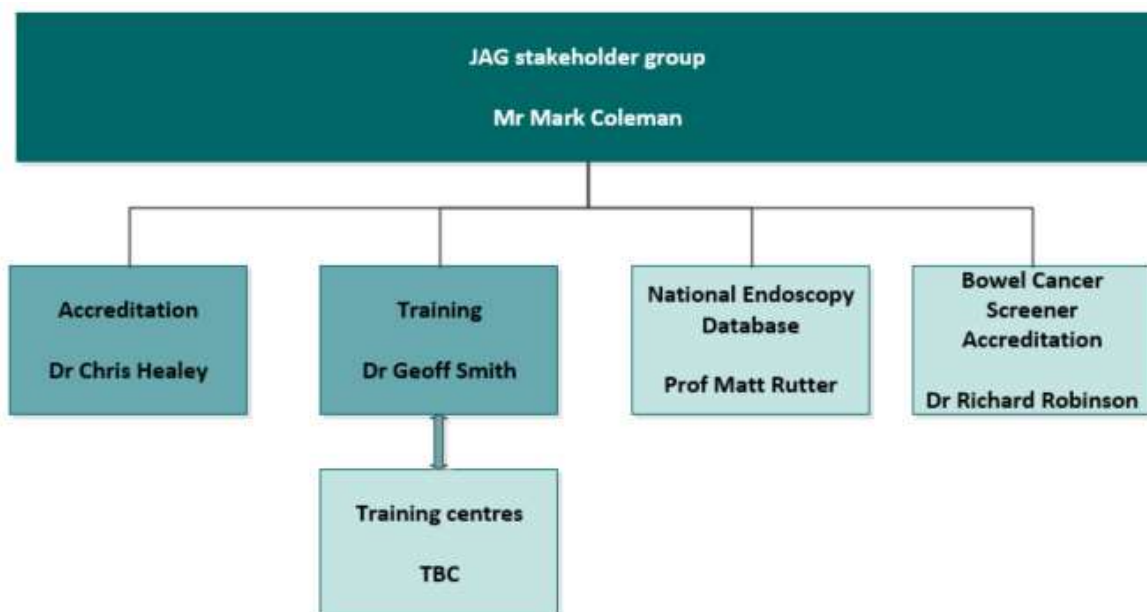 JAG stakeholder group
Mr Mark Coleman
Accreditation
Dr Chris Healey
Training
Dr Geoff Smith
National Endoscopy
Database
Prof Matt Rutter
Bowel Cancer
Screener
Accreditation
Dr Richard Robinson
Training centres
TBC